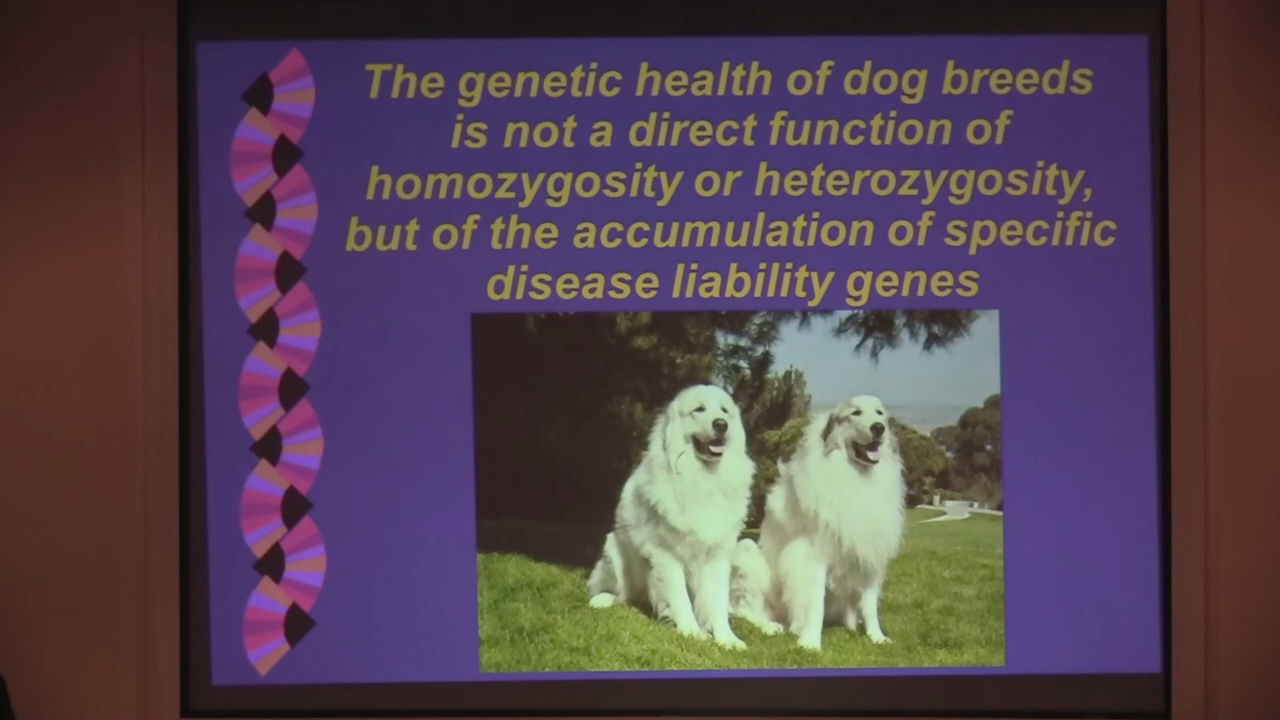 The genetic health of dog breeds
is not a direct function of
homozygosity or heterozygosity,
but of the accumulation of specific
disease liability genes